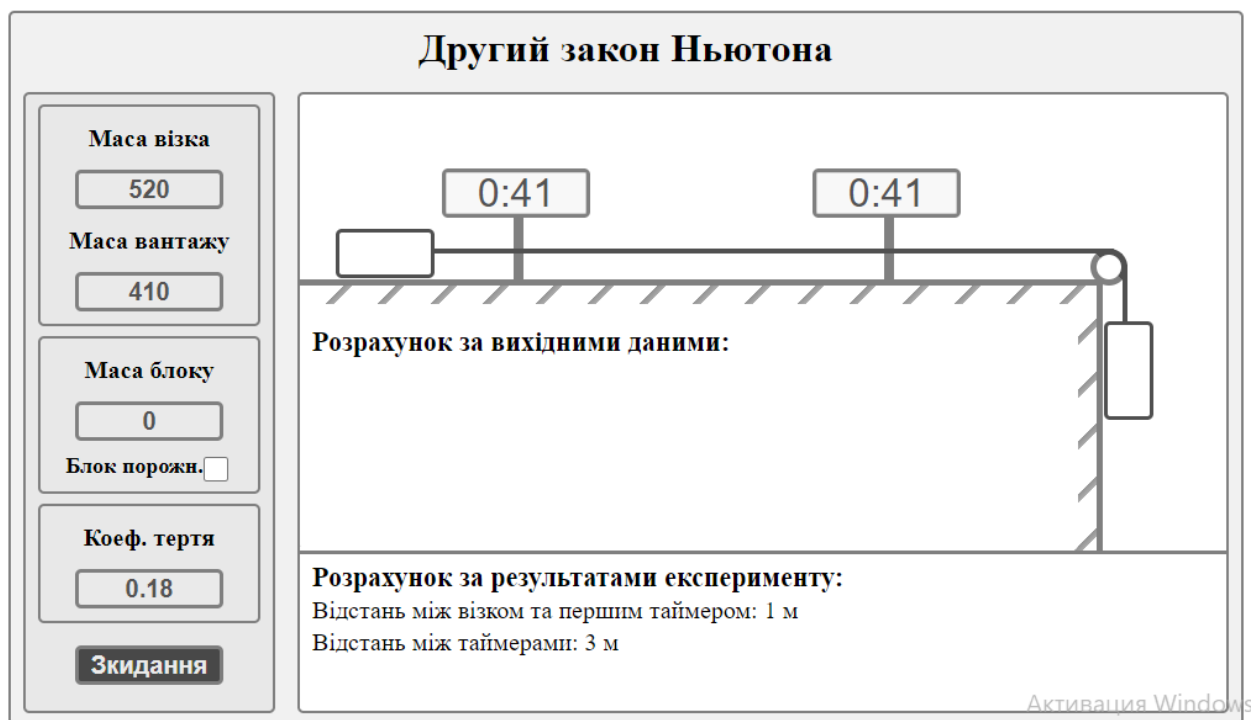 Другий закон Ньютона
Маса візка
520
Маса вантажу
410
Маса блоку
0
Блок порожн.
Коеф. тертя
0.18
Зкидання
0:41
0:41
Розрахунок за вихідними даними:
Розрахунок за результатами експерименту:
Відстань між візком та першим таймером: 1 м
Відстань між таймерами: 3 м
Активация Windows